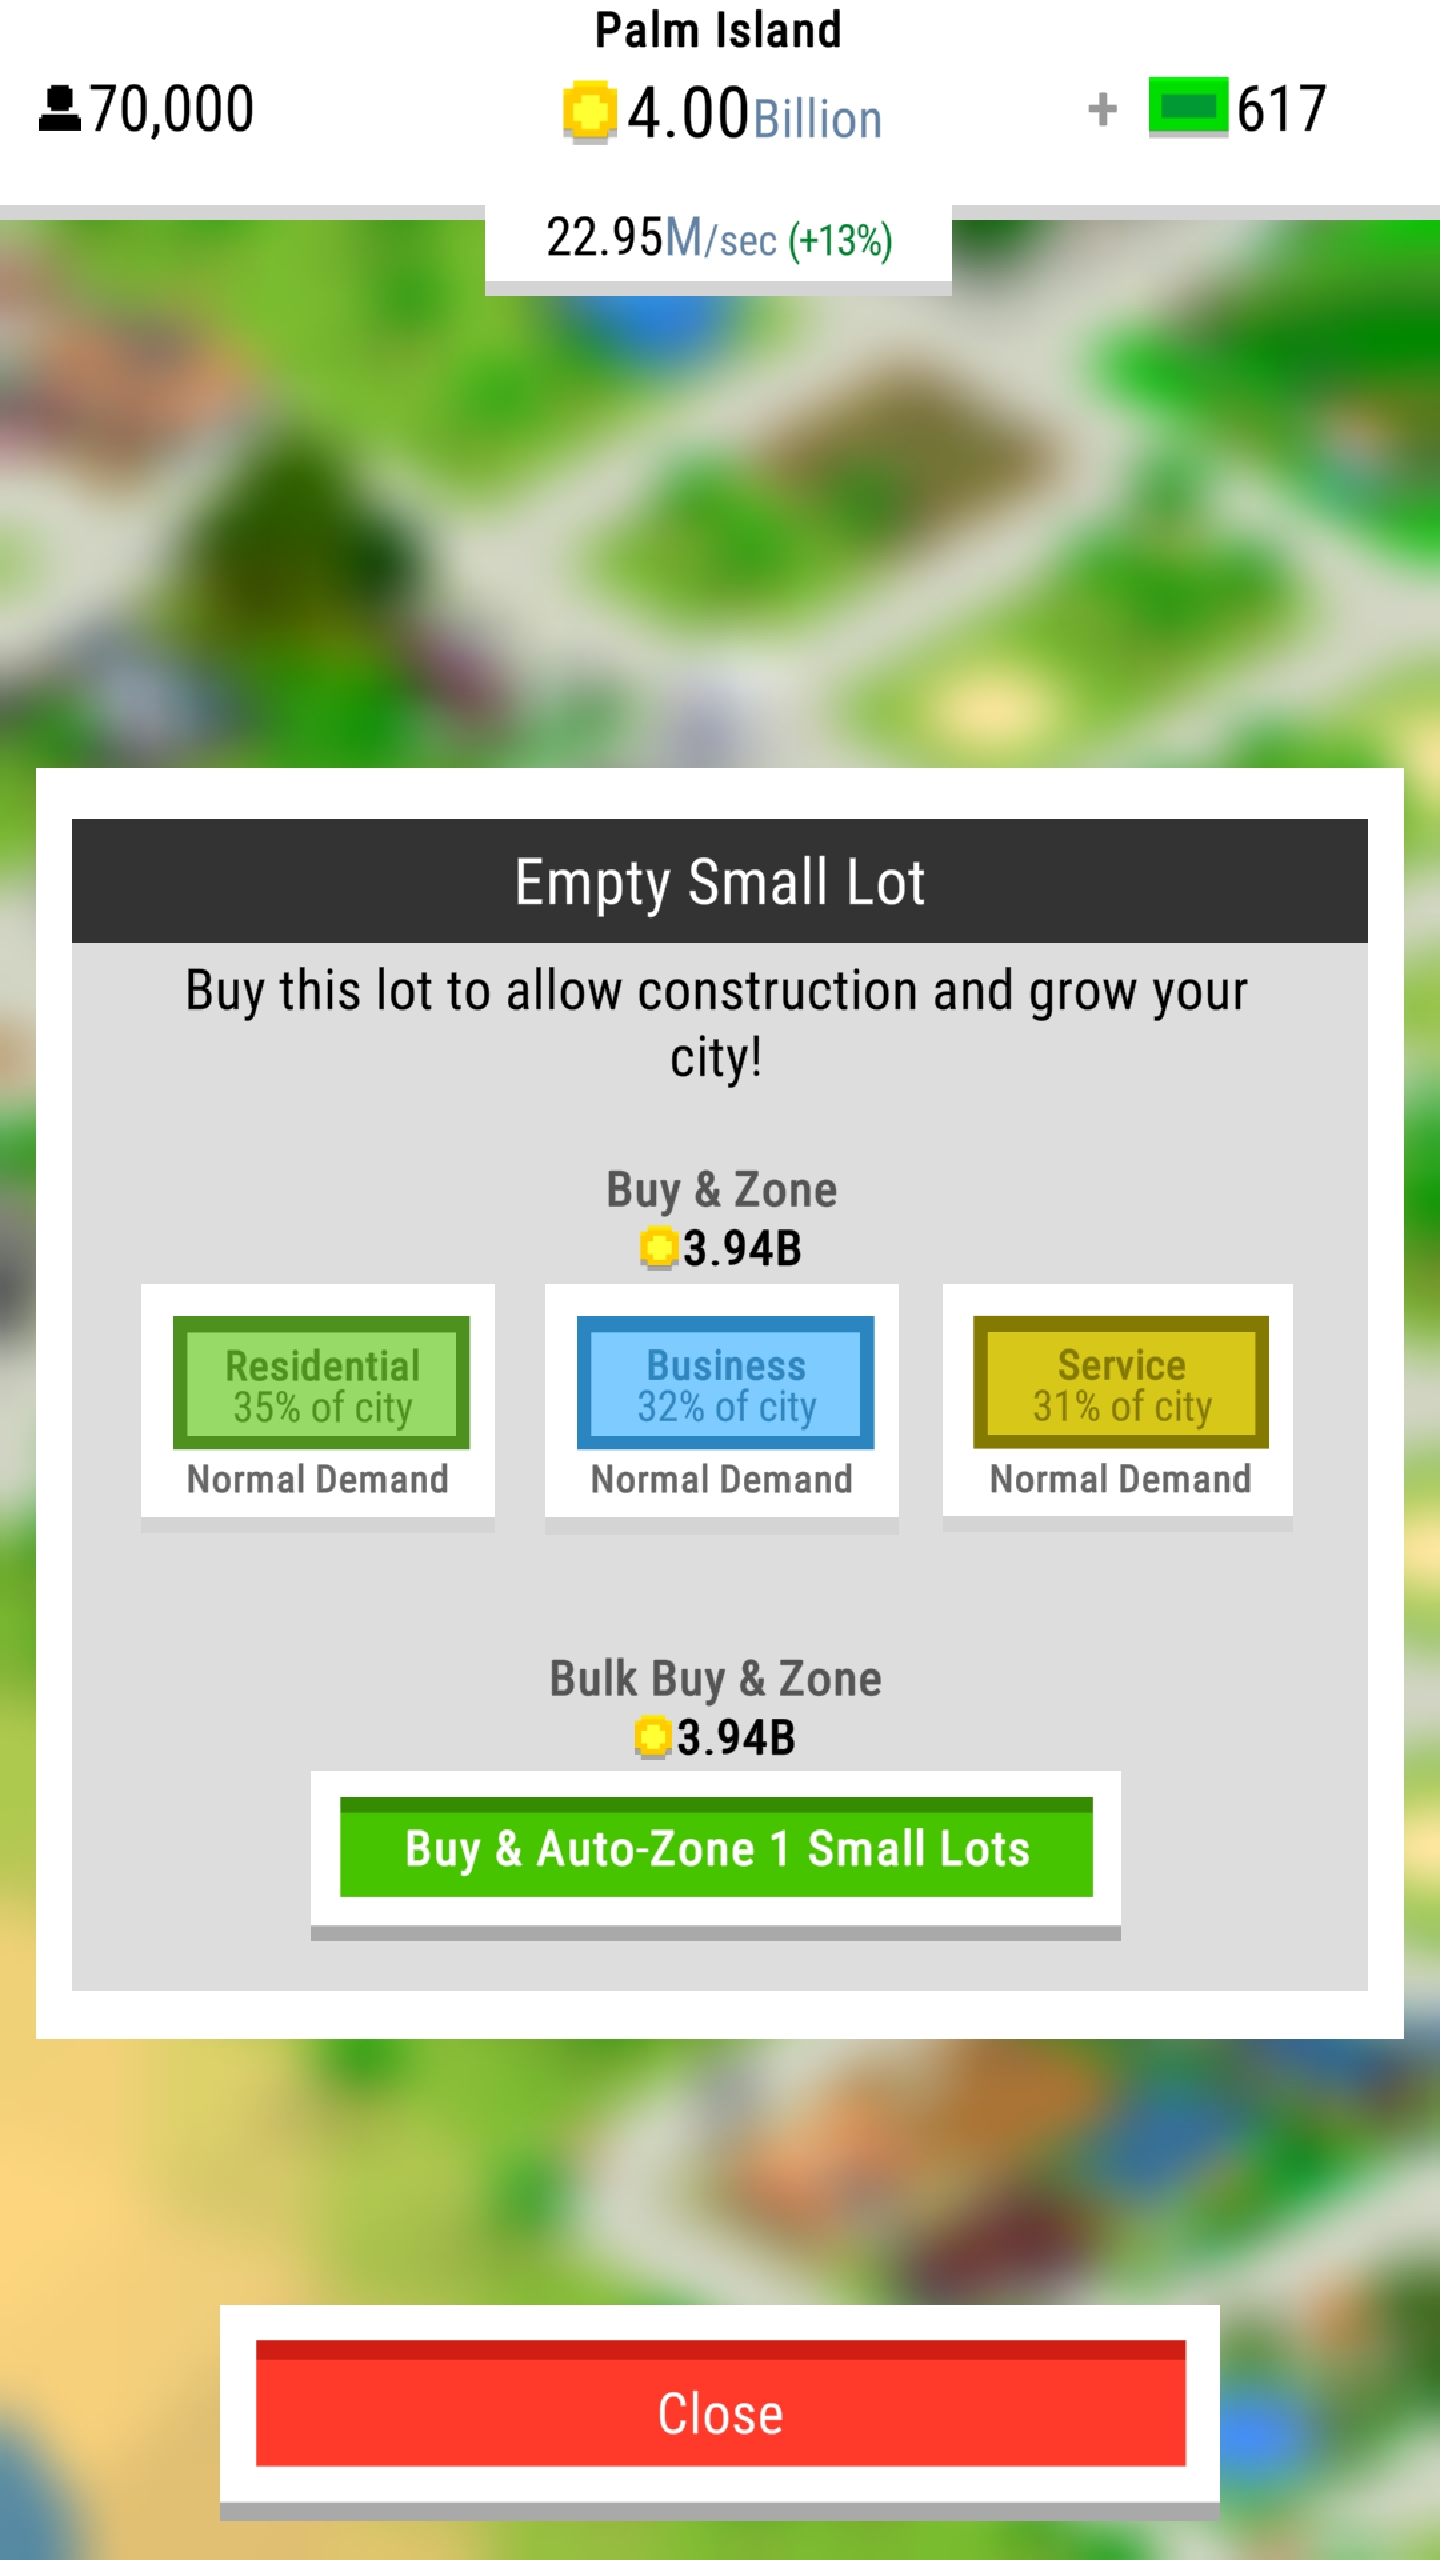 Palm Island
70,000
4.00Billion
+ 617
22.95M/sec (+13%)
Empty Small Lot
Buy this lot to allow construction and grow your
city!
Buy & Zone
3.94B
Residential
35% of city
Normal Demand
Business
32% of city
Normal Demand
Service
31% of city
Normal Demand
Bulk Buy & Zone
3.94B
Buy & Auto-Zone 1 Small Lots
Close